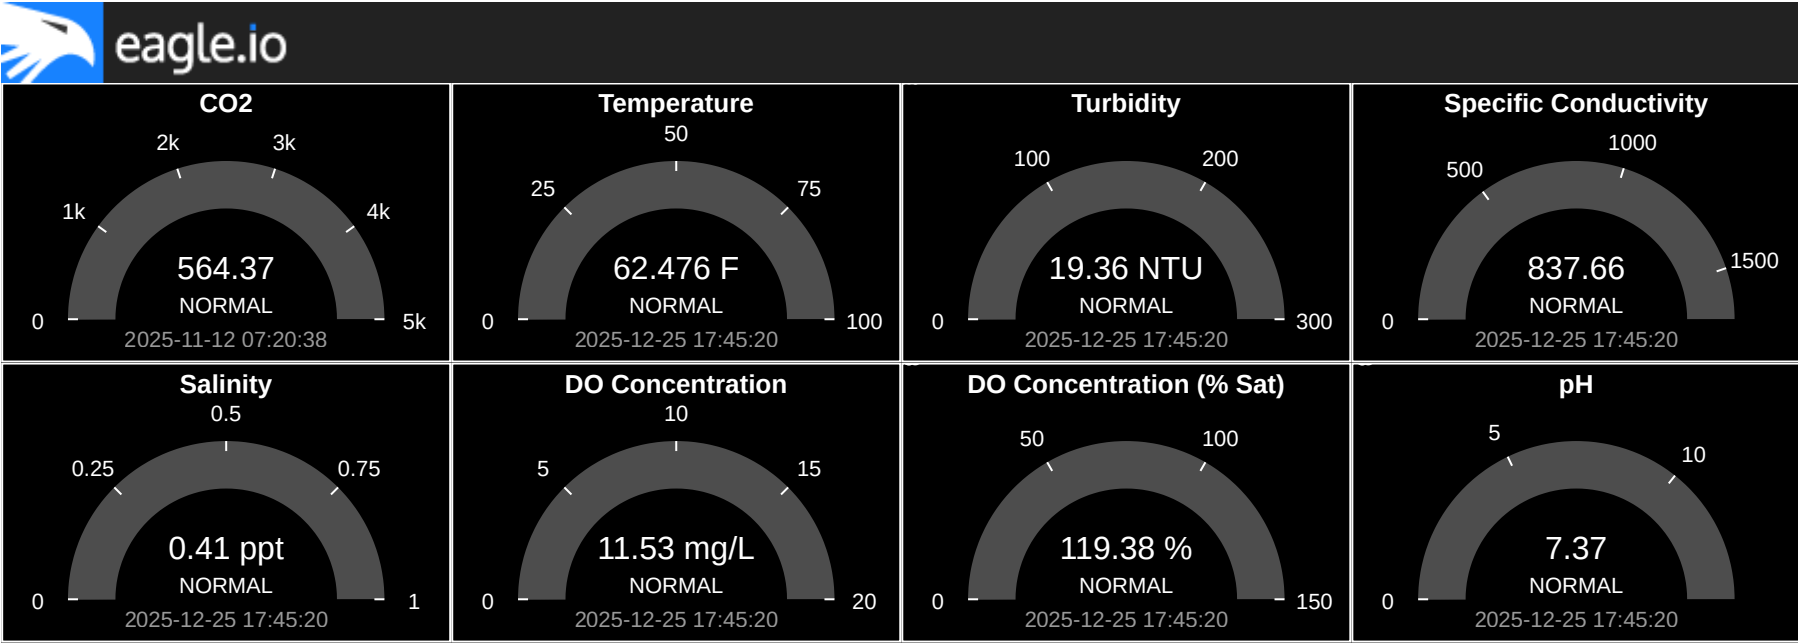 eagle.io
CO2
2k 3k
1k 4k
564.37
NORMAL
0 5k
2025-11-12 07:20:38
Temperature
50
25 75
62.476 F
NORMAL
0 100
2025-12-25 17:45:20
Turbidity
100 200
19.36 NTU
NORMAL
0 300
2025-12-25 17:45:20
Specific Conductivity
1000
500
1500
837.66
NORMAL
0
2025-12-25 17:45:20
Salinity
0.5
0.25 0.75
0.41 ppt
NORMAL
0 1
2025-12-25 17:45:20
DO Concentration
10
5 15
11.53 mg/L
NORMAL
0 20
2025-12-25 17:45:20
DO Concentration (% Sat)
50 100
119.38 %
NORMAL
0 150
2025-12-25 17:45:20
pH
5
10
7.37
NORMAL
0
2025-12-25 17:45:20